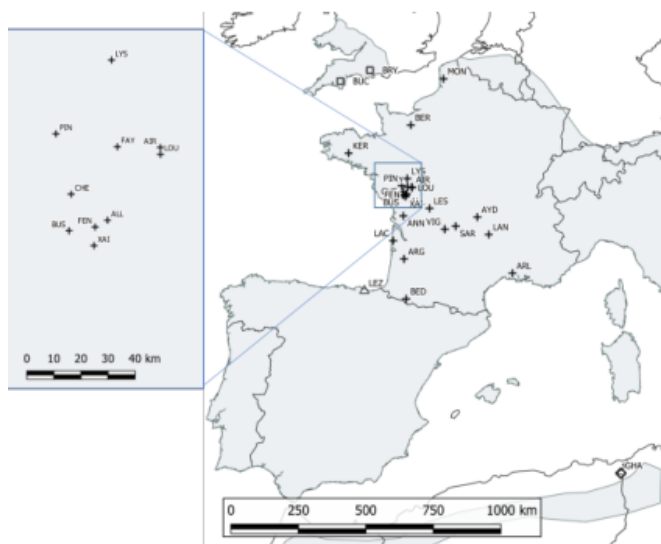 LYS
PIN
FAY AIR
LOU
CHE
ALL
FEN
BUS
XAI
0 10 20 30 40 km
BRY
BUC
MON
BER
KER
LYS
PIN AIR
LOU
FEN
BUS XA
LES
ANN VIG AYD
SAR LAN
LAC
ARG
ARL
LEZ BED
GHA
0 250 500 750 1000 km